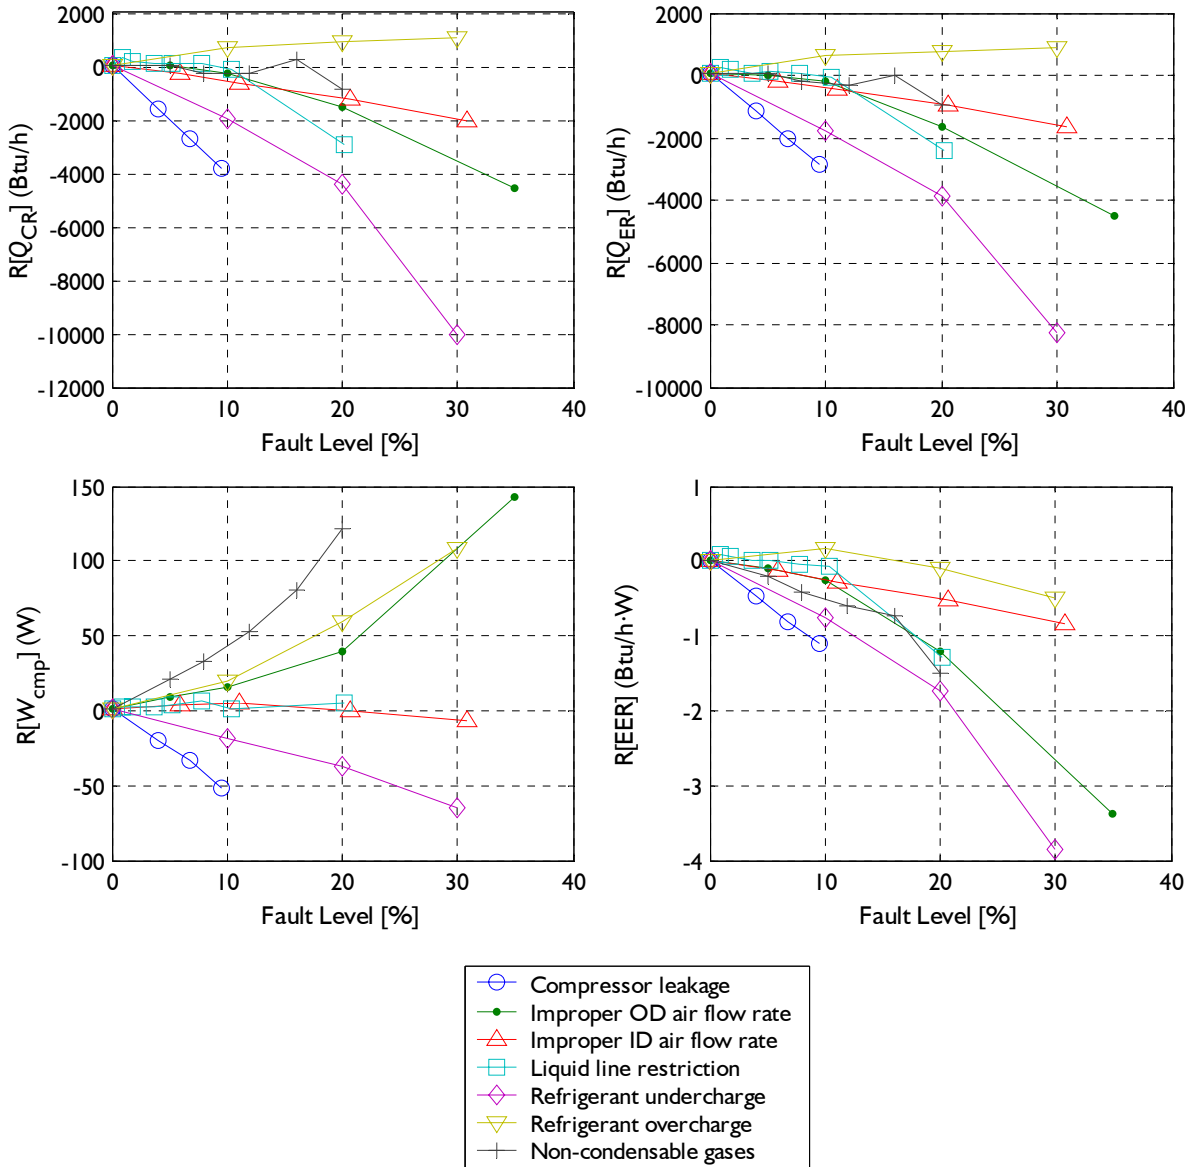 2000
0
-2000
-4000
-6000
-8000
-10000
-12000
R[Q_CR] (Btu/h)
0 10 20 30 40
Fault Level [%]
2000
0
-2000
-4000
-6000
-8000
-10000
R[Q_ER] (Btu/h)
0 10 20 30 40
Fault Level [%]
150
100
50
0
-50
-100
R[W_cmp] (W)
0 10 20 30 40
Fault Level [%]
1
0
-1
-2
-3
-4
R[EER] (Btu/h·W)
0 10 20 30 40
Fault Level [%]
Compressor leakage
Improper OD air flow rate
Improper ID air flow rate
Liquid line restriction
Refrigerant undercharge
Refrigerant overcharge
Non-condensable gases